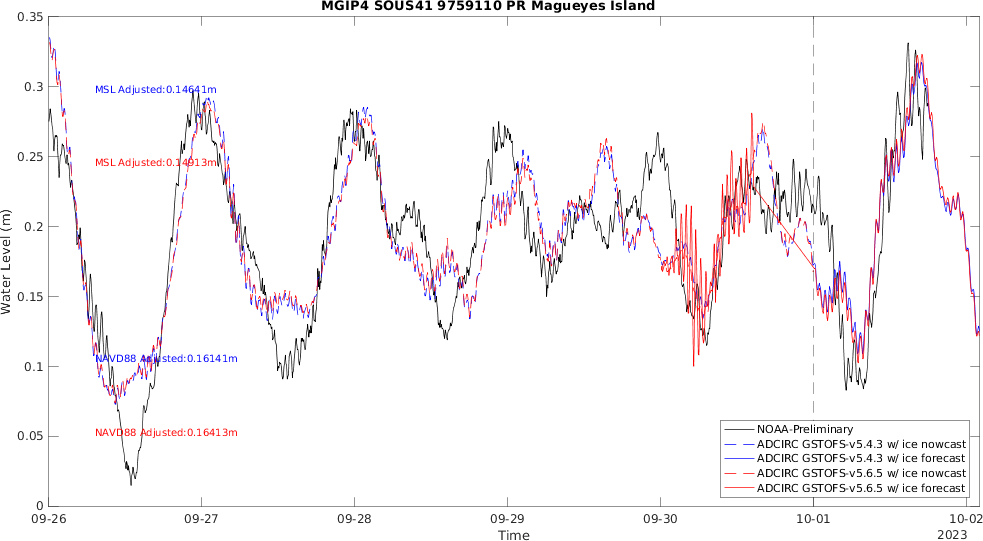 MGIP4 SOUS41 9759110 PR Magueyes Island
0.35
0.3
0.25
0.2
0.15
0.1
0.05
0
Water Level (m)
MSL Adjusted:0.14641m
MSL Adjusted:0.14913m
NAVD88 Adjusted:0.16141m
NAVD88 Adjusted:0.16413m
NOAA-Preliminary
ADCIRC GSTOFS-v5.4.3 w/ ice nowcast
ADCIRC GSTOFS-v5.4.3 w/ ice forecast
ADCIRC GSTOFS-v5.6.5 w/ ice nowcast
ADCIRC GSTOFS-v5.6.5 w/ ice forecast
09-26 09-27 09-28 09-29 09-30 10-01 10-02
Time
2023